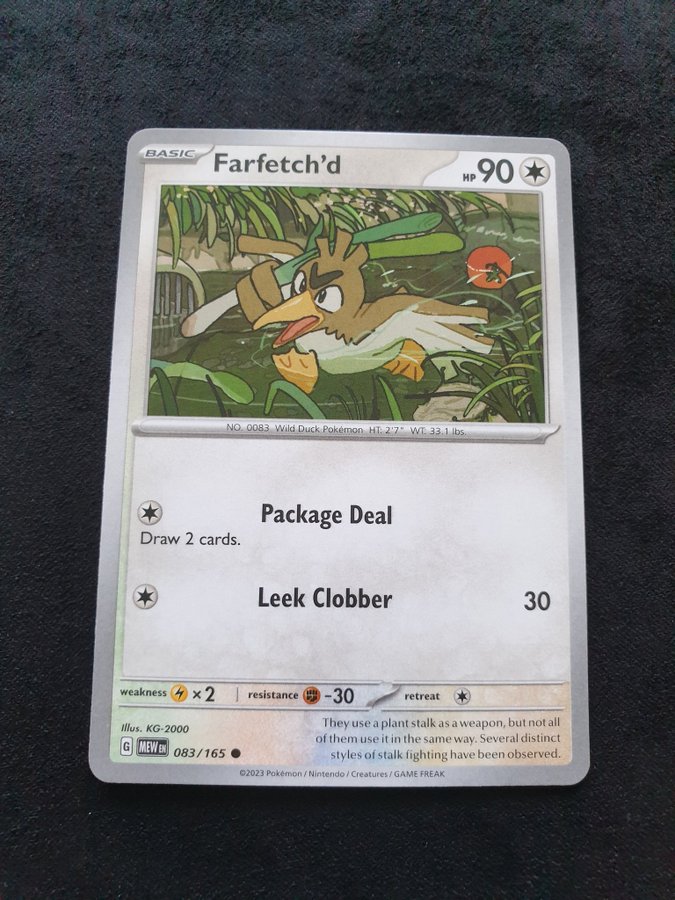 BASIC Farfetch'd HP 90
NO. 0083 Wild Duck Pokémon HT: 2'7" WT: 33.1 lbs.
Package Deal
Draw 2 cards.
Leek Clobber 30
weakness ×2 resistance -30 retreat
Illus. KG-2000
They use a plant stalk as a weapon, but not all
of them use it in the same way. Several distinct
styles of stalk fighting have been observed.
G MEW EN 083/165
©2023 Pokémon / Nintendo / Creatures / GAME FREAK